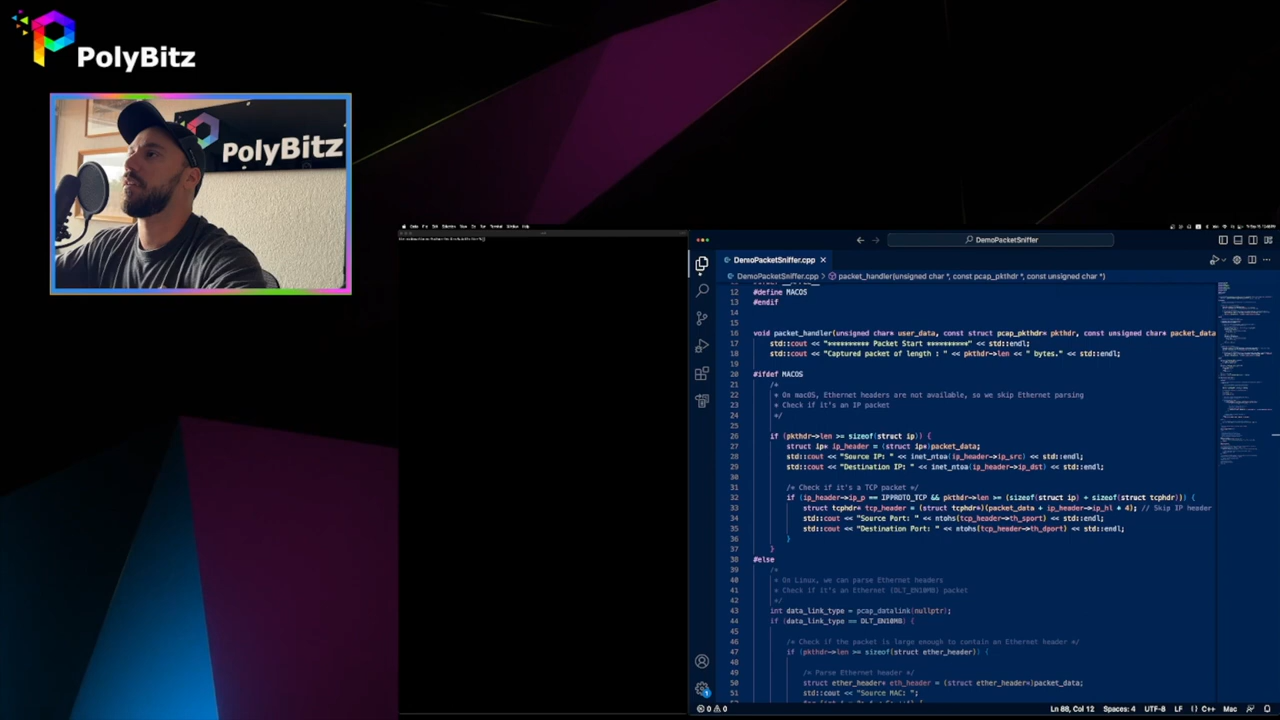 PolyBitz
PolyBitz
DemoPacketSniffer
DemoPacketSniffer.cpp
DemoPacketSniffer.cpp packet_handler(unsigned char *, const pcap_pkthdr *, const unsigned char *)
12 #define MACOS
13 #endif
14
15
16 void packet_handler(unsigned char* user_data, const struct pcap_pkthdr* pkthdr, const unsigned char* packet_data
17 std::cout << "********** Packet Start **********" << std::endl;
18 std::cout << "Captured packet of length : " << pkthdr->len << " bytes." << std::endl;
19
20 #ifdef MACOS
21 /*
22 * On macOS, Ethernet headers are not available, so we skip Ethernet parsing
23 * Check if it's an IP packet
24 */
25
26 if (pkthdr->len >= sizeof(struct ip)) {
27 struct ip* ip_header = (struct ip*)packet_data;
28 std::cout << "Source IP: " << inet_ntoa(ip_header->ip_src) << std::endl;
29 std::cout << "Destination IP: " << inet_ntoa(ip_header->ip_dst) << std::endl;
30
31 /* Check if it's a TCP packet */
32 if (ip_header->ip_p == IPPROTO_TCP && pkthdr->len >= (sizeof(struct ip) + sizeof(struct tcphdr))) {
33 struct tcphdr* tcp_header = (struct tcphdr*)(packet_data + ip_header->ip_hl * 4); // Skip IP header
34 std::cout << "Source Port: " << ntohs(tcp_header->th_sport) << std::endl;
35 std::cout << "Destination Port: " << ntohs(tcp_header->th_dport) << std::endl;
36 }
37 }
38 #else
39 /*
40 * On Linux, we can parse Ethernet headers
41 * Check if it's an Ethernet (DLT_EN10MB) packet
42 */
43 int data_link_type = pcap_datalink(nullptr);
44 if (data_link_type == DLT_EN10MB) {
45
46 /* Check if the packet is large enough to contain an Ethernet header */
47 if (pkthdr->len >= sizeof(struct ether_header)) {
48
49 /* Parse Ethernet header */
50 struct ether_header* eth_header = (struct ether_header*)packet_data;
51 std::cout << "Source MAC: ";
0 0 Ln 88, Col 12 Spaces: 4 UTF-8 LF {} C++ Mac